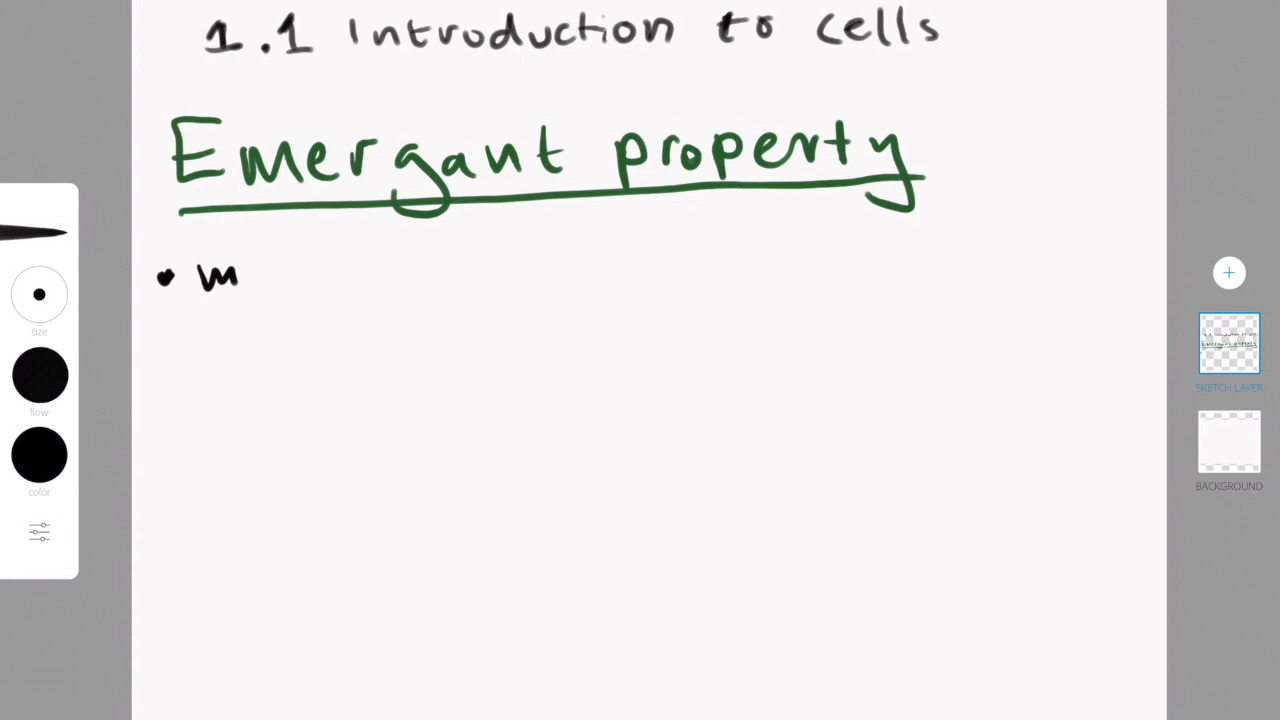 1.1 Introduction to cells
Emergant property
• m
size
flow
color
SKETCH LAYER
BACKGROUND